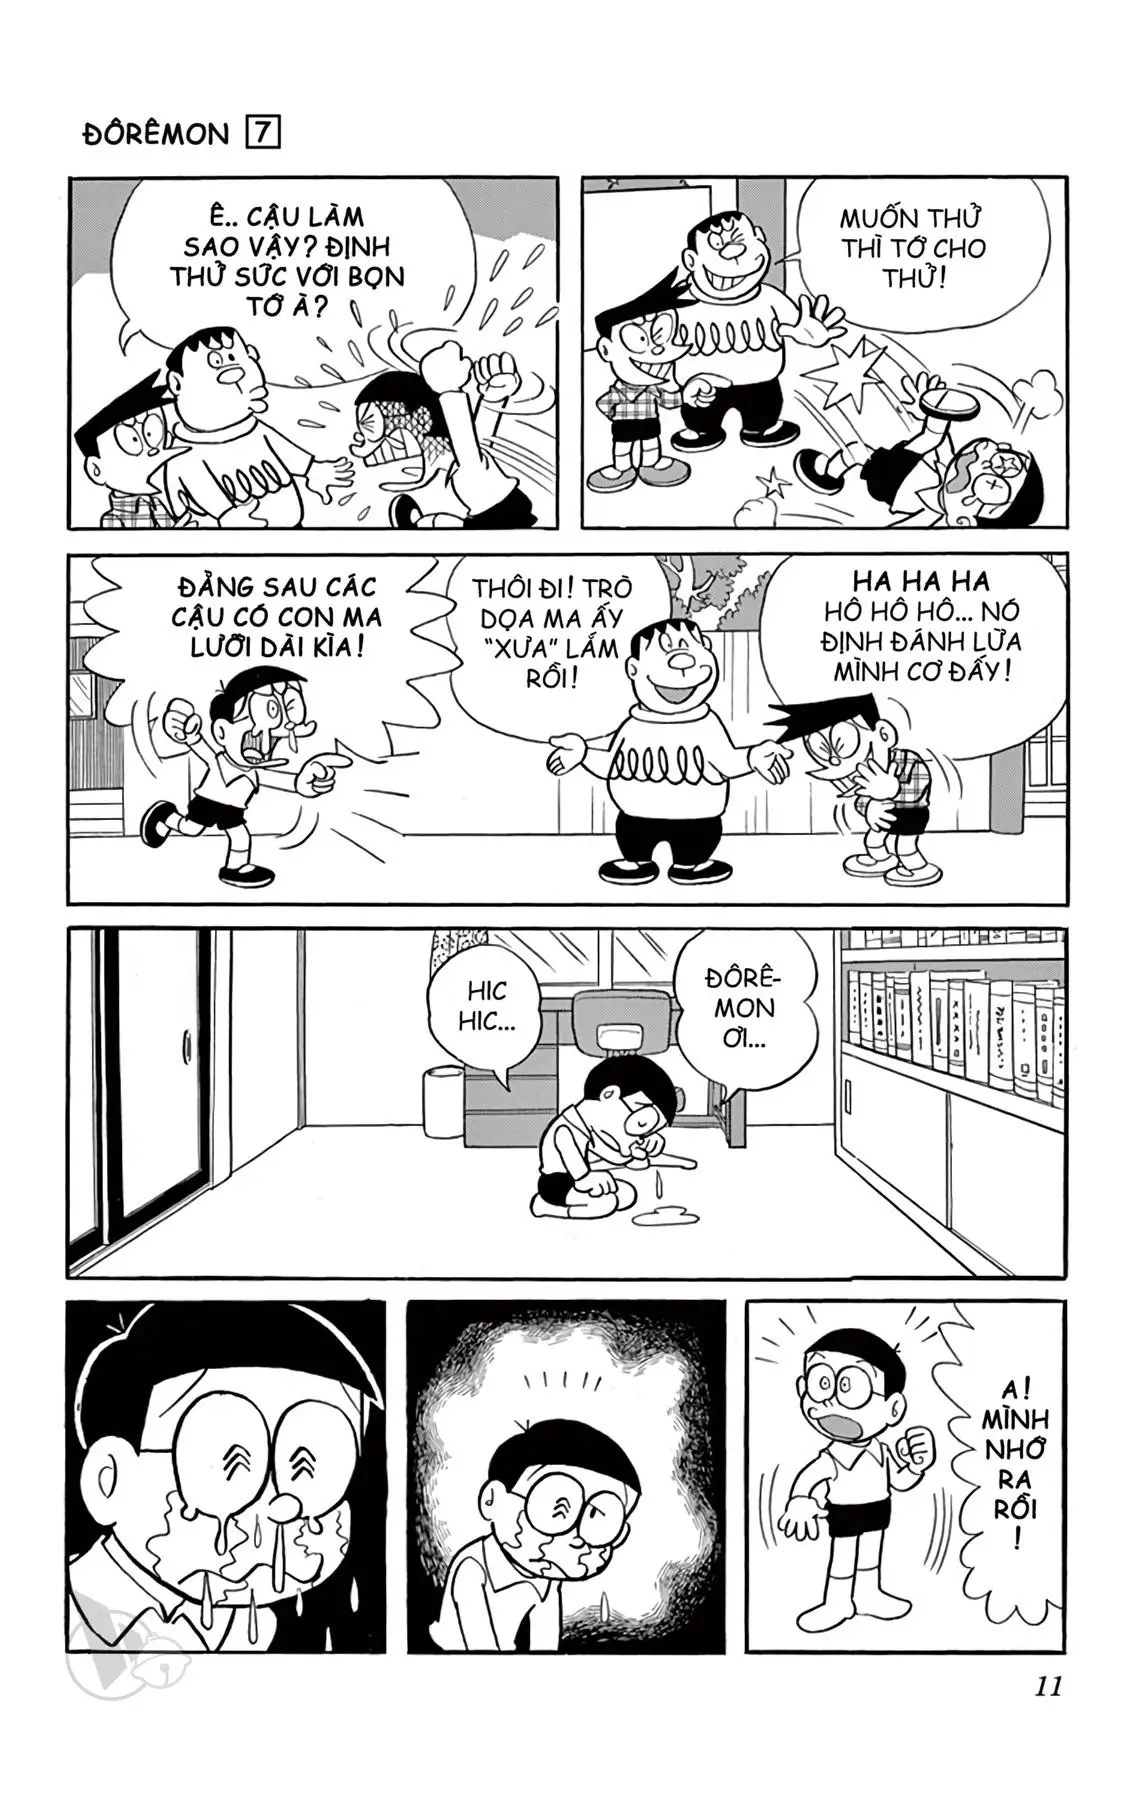 ĐÔRÊMON 7
Ê.. CẬU LÀM
SAO VẬY? ĐỊNH
THỬ SỨC VỚI BỌN
TỚ À?
MUỐN THỬ
THÌ TỚ CHO
THỬ!
ĐẰNG SAU CÁC
CẬU CÓ CON MA
LƯỠI DÀI KÌA!
THÔI ĐI! TRÒ
DỌA MA ẤY
“XƯA” LẮM
RỒI!
HA HA HA
HÔ HÔ HÔ... NÓ
ĐỊNH ĐÁNH LỪA
MÌNH CƠ ĐẤY!
HIC
HIC...
ĐÔRÊ-
MON
ƠI...
A!
MÌNH
NHỚ
RA
RỒI
!
11